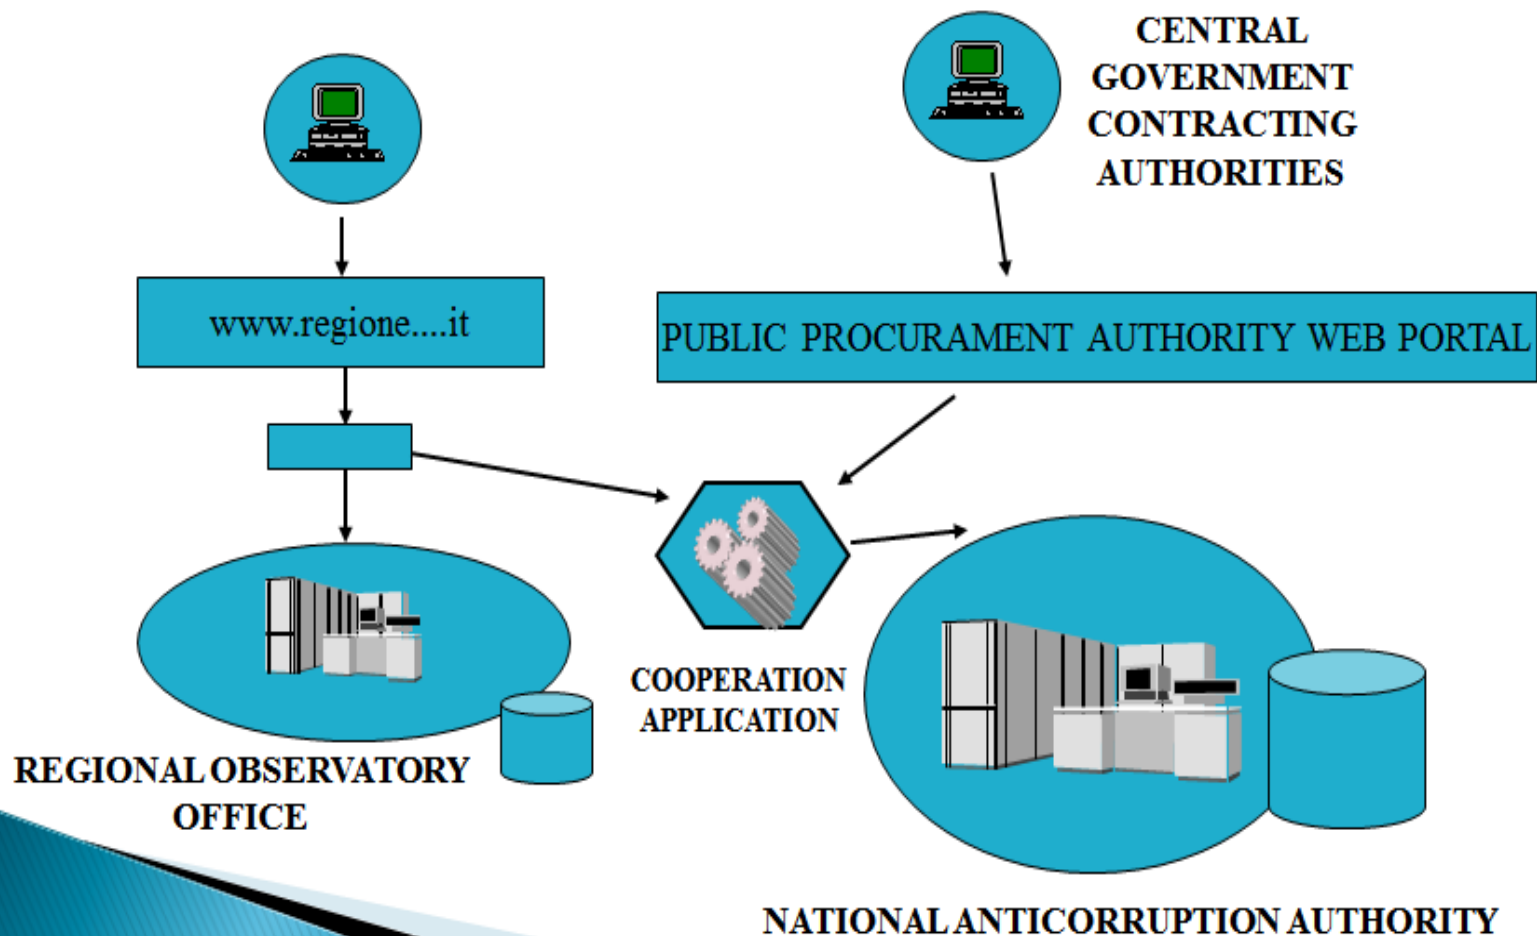 CENTRAL
GOVERNMENT
CONTRACTING
AUTHORITIES
www.regione....it
PUBLIC PROCURAMENT AUTHORITY WEB PORTAL
COOPERATION
APPLICATION
REGIONAL OBSERVATORY
OFFICE
NATIONAL ANTICORRUPTION AUTHORITY